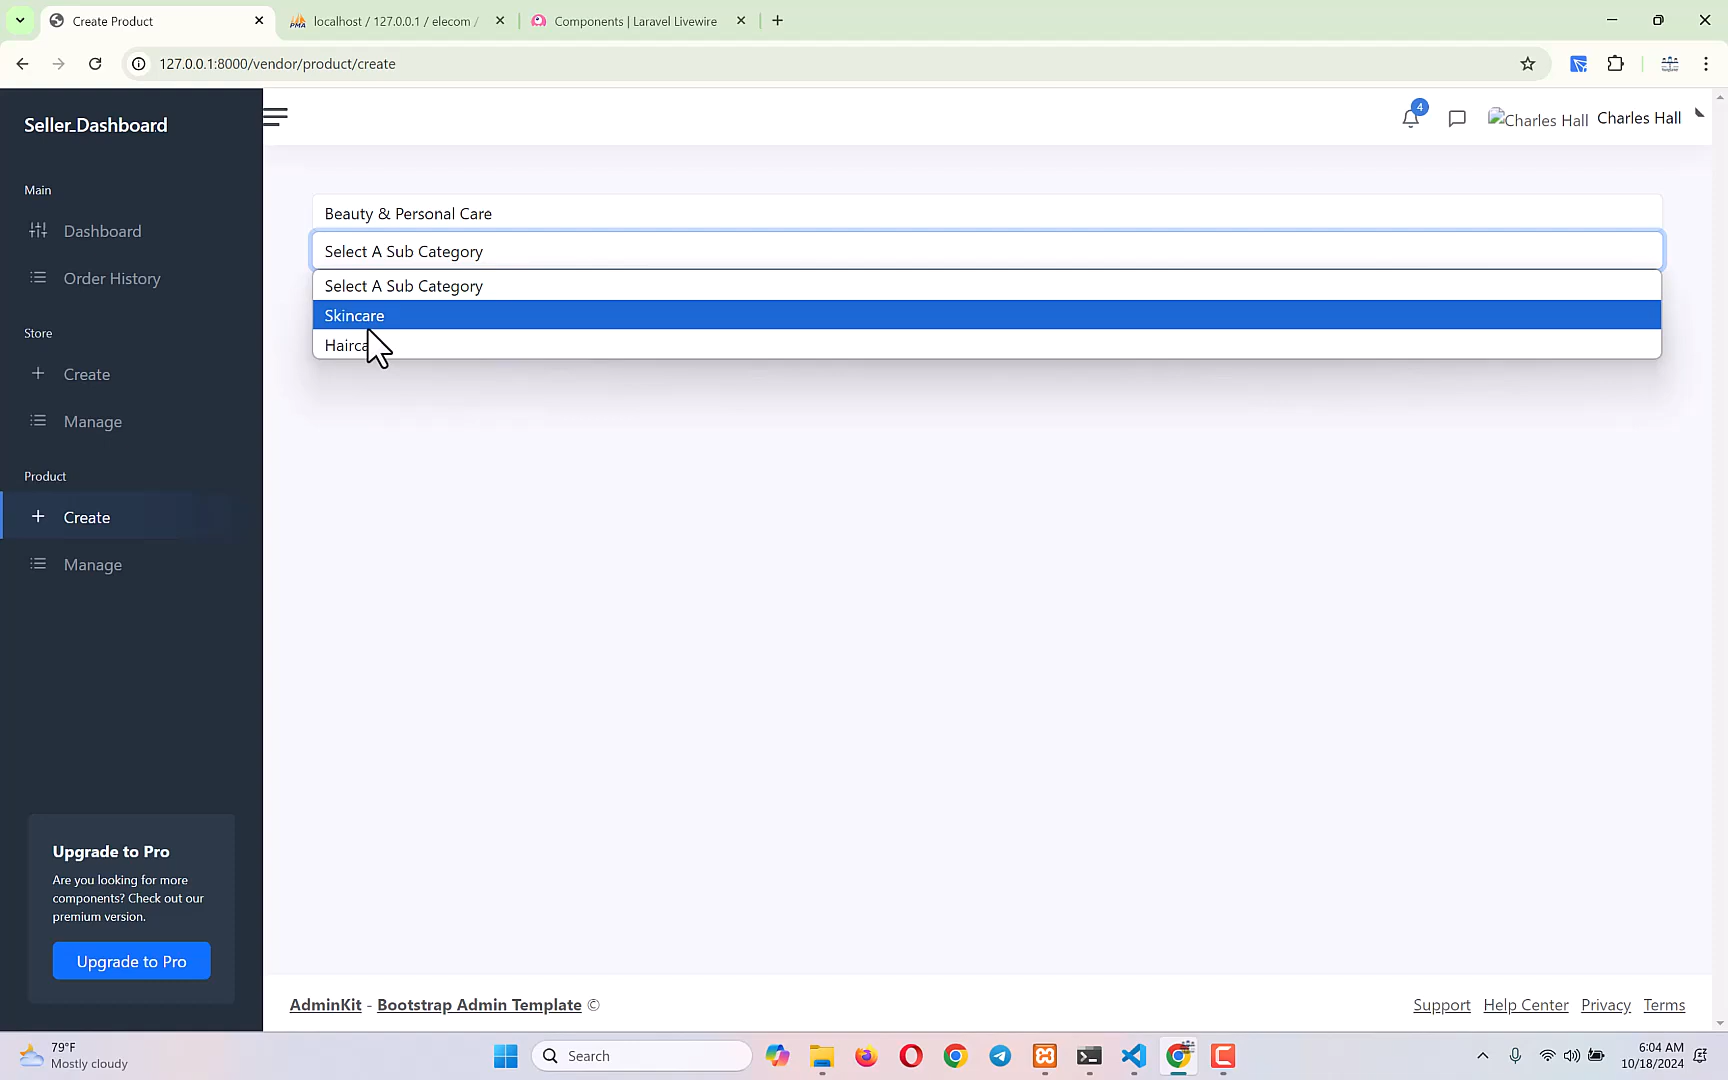 Create Product
localhost / 127.0.0.1 / elecom /
Components | Laravel Livewire
127.0.0.1:8000/vendor/product/create
Seller_Dashboard
4
Charles Hall
Charles Hall
Main
Dashboard
Order History
Store
Create
Manage
Product
Create
Manage
Beauty & Personal Care
Select A Sub Category
Select A Sub Category
Skincare
Hairca
Upgrade to Pro
Are you looking for more
components? Check out our
premium version.
Upgrade to Pro
AdminKit - Bootstrap Admin Template ©
Support Help Center Privacy Terms
79°F
Mostly cloudy
Search
6:04 AM
10/18/2024